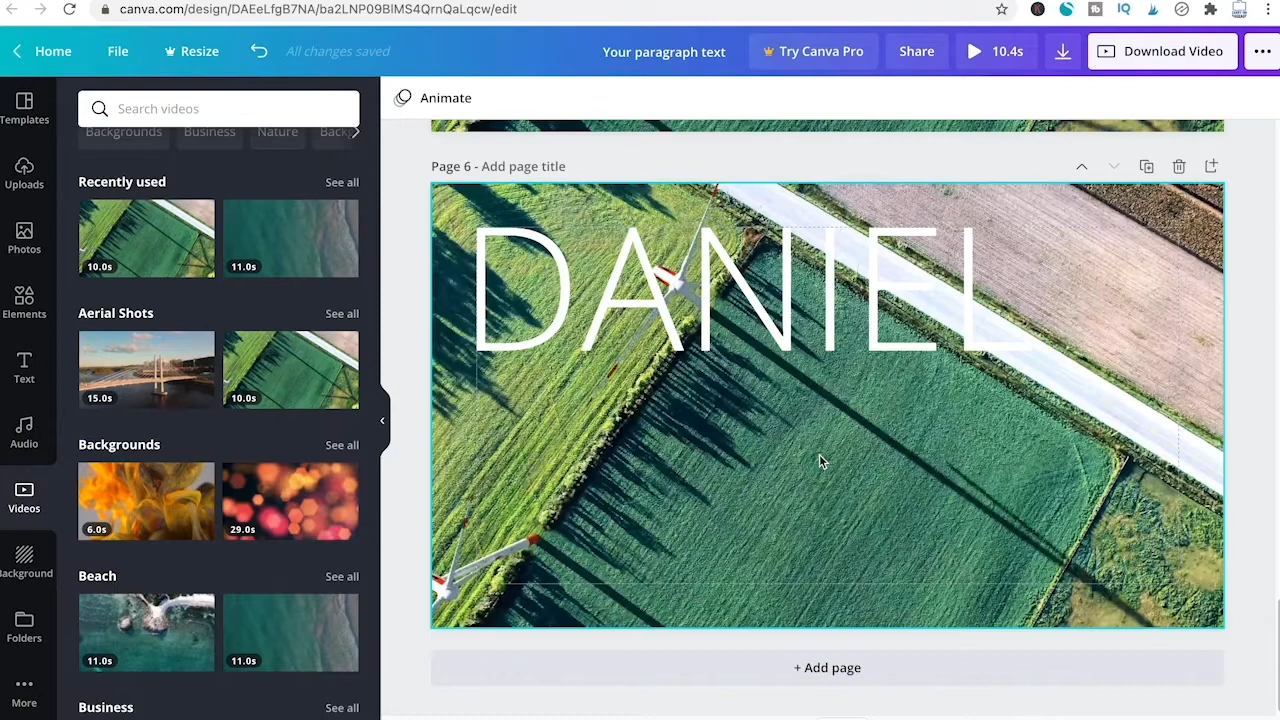 canva.com/design/DAEeLfgB7NA/ba2LNP09BlMS4QrnQaLqcw/edit
Home
File
Resize
All changes saved
Your paragraph text
Try Canva Pro
Share
10.4s
Download Video
Templates
Uploads
Photos
Elements
Text
Audio
Videos
Background
Folders
More
Search videos
Backgrounds
Business
Nature
Recently used
See all
10.0s
11.0s
Aerial Shots
See all
15.0s
10.0s
Backgrounds
See all
6.0s
29.0s
Beach
See all
11.0s
11.0s
Business
See all
Animate
Page 6 - Add page title
DANIEL
+ Add page